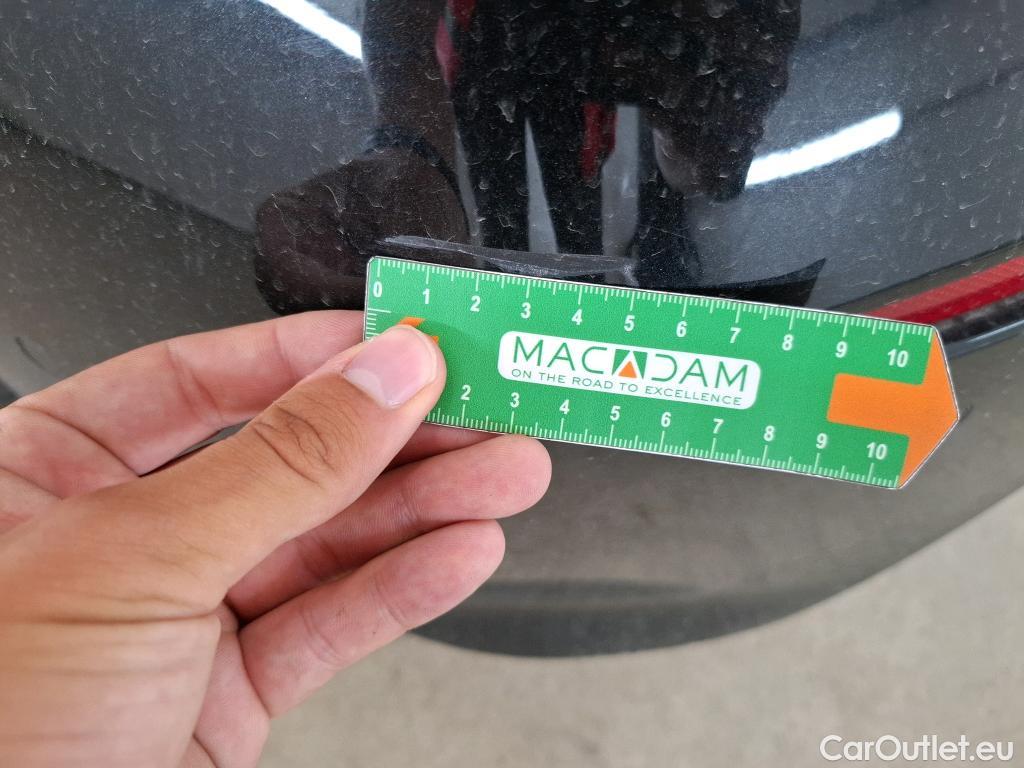 0 1 2 3 4 5 6 7 8 9 10
MACADAM
ON THE ROAD TO EXCELLENCE
2 3 4 5 6 7 8 9 10
CarOutlet.eu